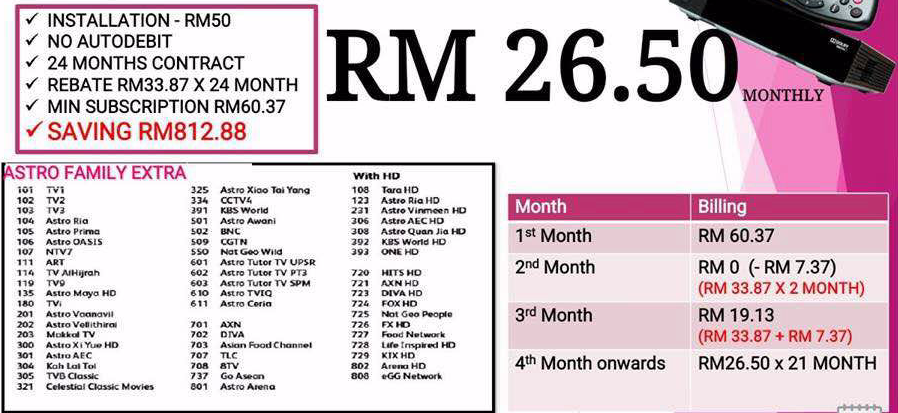 ✓ INSTALLATION - RM50
✓ NO AUTODEBIT
✓ 24 MONTHS CONTRACT
✓ REBATE RM33.87 X 24 MONTH
✓ MIN SUBSCRIPTION RM60.37
✓ SAVING RM812.88
RM 26.50 MONTHLY
ASTRO FAMILY EXTRA
101 TV1
102 TV2
103 TV3
104 Astro Ria
105 Astro Prima
106 Astro OASIS
107 NTV7
111 ART
114 TV AlHijrah
119 TV9
135 Astro Maya HD
180 TVi
201 Astro Vaanavil
202 Astro Vellithirai
203 Makkal TV
300 Astro Xi Yue HD
301 Astro AEC
304 Kah Lai Toi
305 TVB Classic
321 Celestial Classic Movies
325 Astro Xiao Tai Yang
334 CCTV4
391 KBS World
501 Astro Awani
502 BNC
509 CGTN
550 Nat Geo Wild
601 Astro Tutor TV UPSR
602 Astro Tutor TV PT3
603 Astro Tutor TV SPM
610 Astro TVIQ
611 Astro Ceria
701 AXN
702 DIVA
703 Asian Food Channel
707 TLC
708 8TV
737 Go Asean
801 Astro Arena
With HD
108 Tara HD
123 Astro Ria HD
231 Astro Vinmeen HD
306 Astro AEC HD
308 Astro Quan Jia HD
392 KBS World HD
393 ONE HD
720 HITS HD
721 AXN HD
723 DIVA HD
724 FOX HD
725 Nat Geo People
726 FX HD
727 Food Network
728 Life Inspired HD
729 KIX HD
802 Arena HD
808 eGG Network
Month Billing
1st Month RM 60.37
2nd Month RM 0 (- RM 7.37)
(RM 33.87 X 2 MONTH)
3rd Month RM 19.13
(RM 33.87 + RM 7.37)
4th Month onwards RM26.50 x 21 MONTH